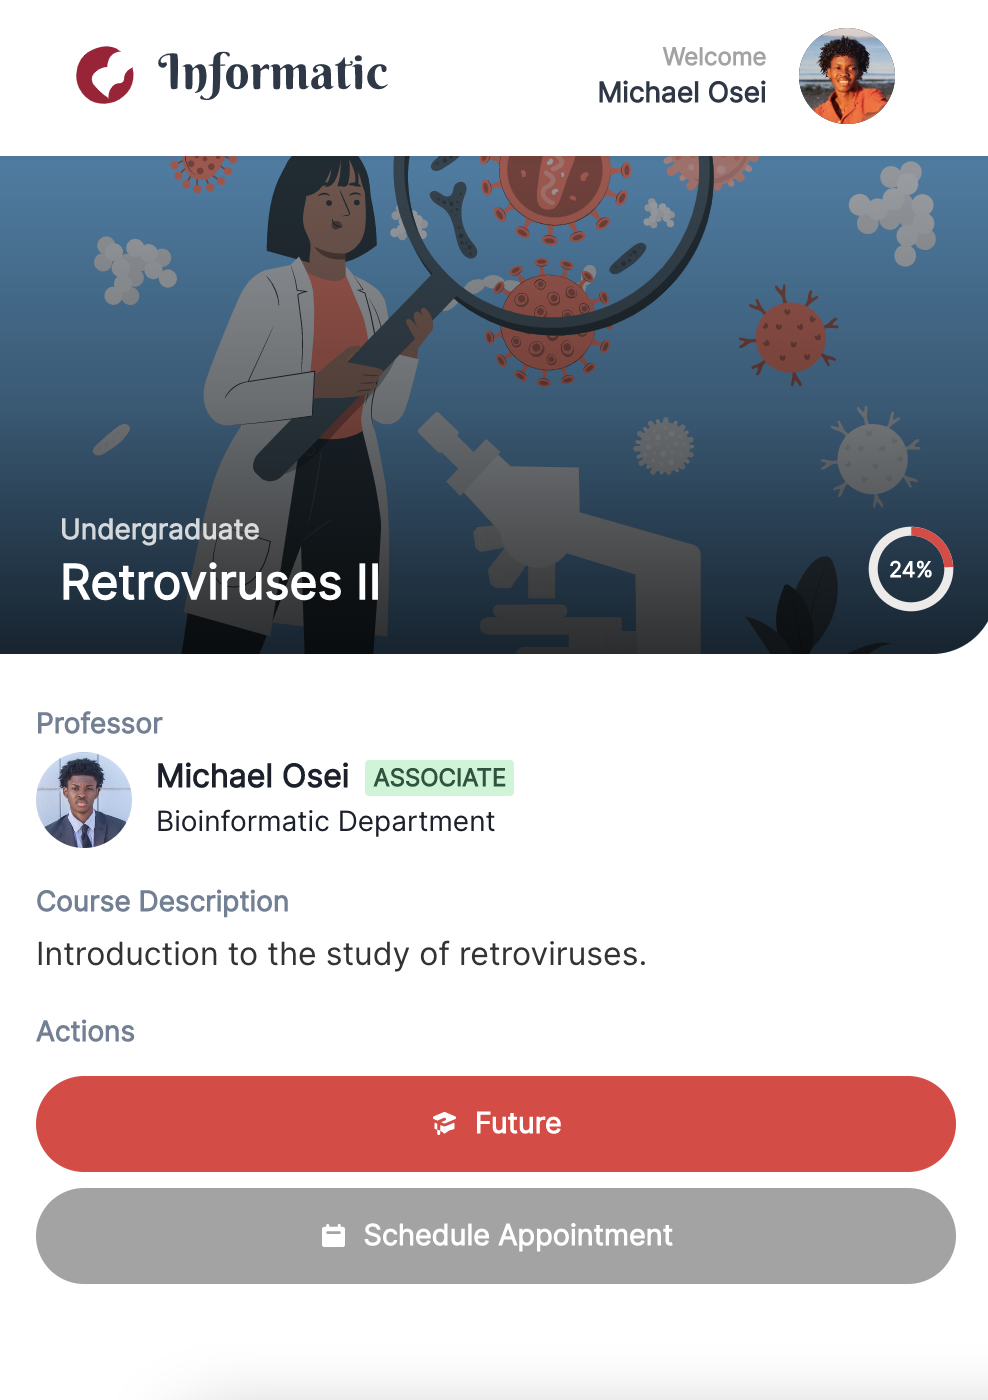 Informatic
Welcome
Michael Osei
Undergraduate
Retroviruses II
24%
Professor
Michael Osei ASSOCIATE
Bioinformatic Department
Course Description
Introduction to the study of retroviruses.
Actions
Future
Schedule Appointment